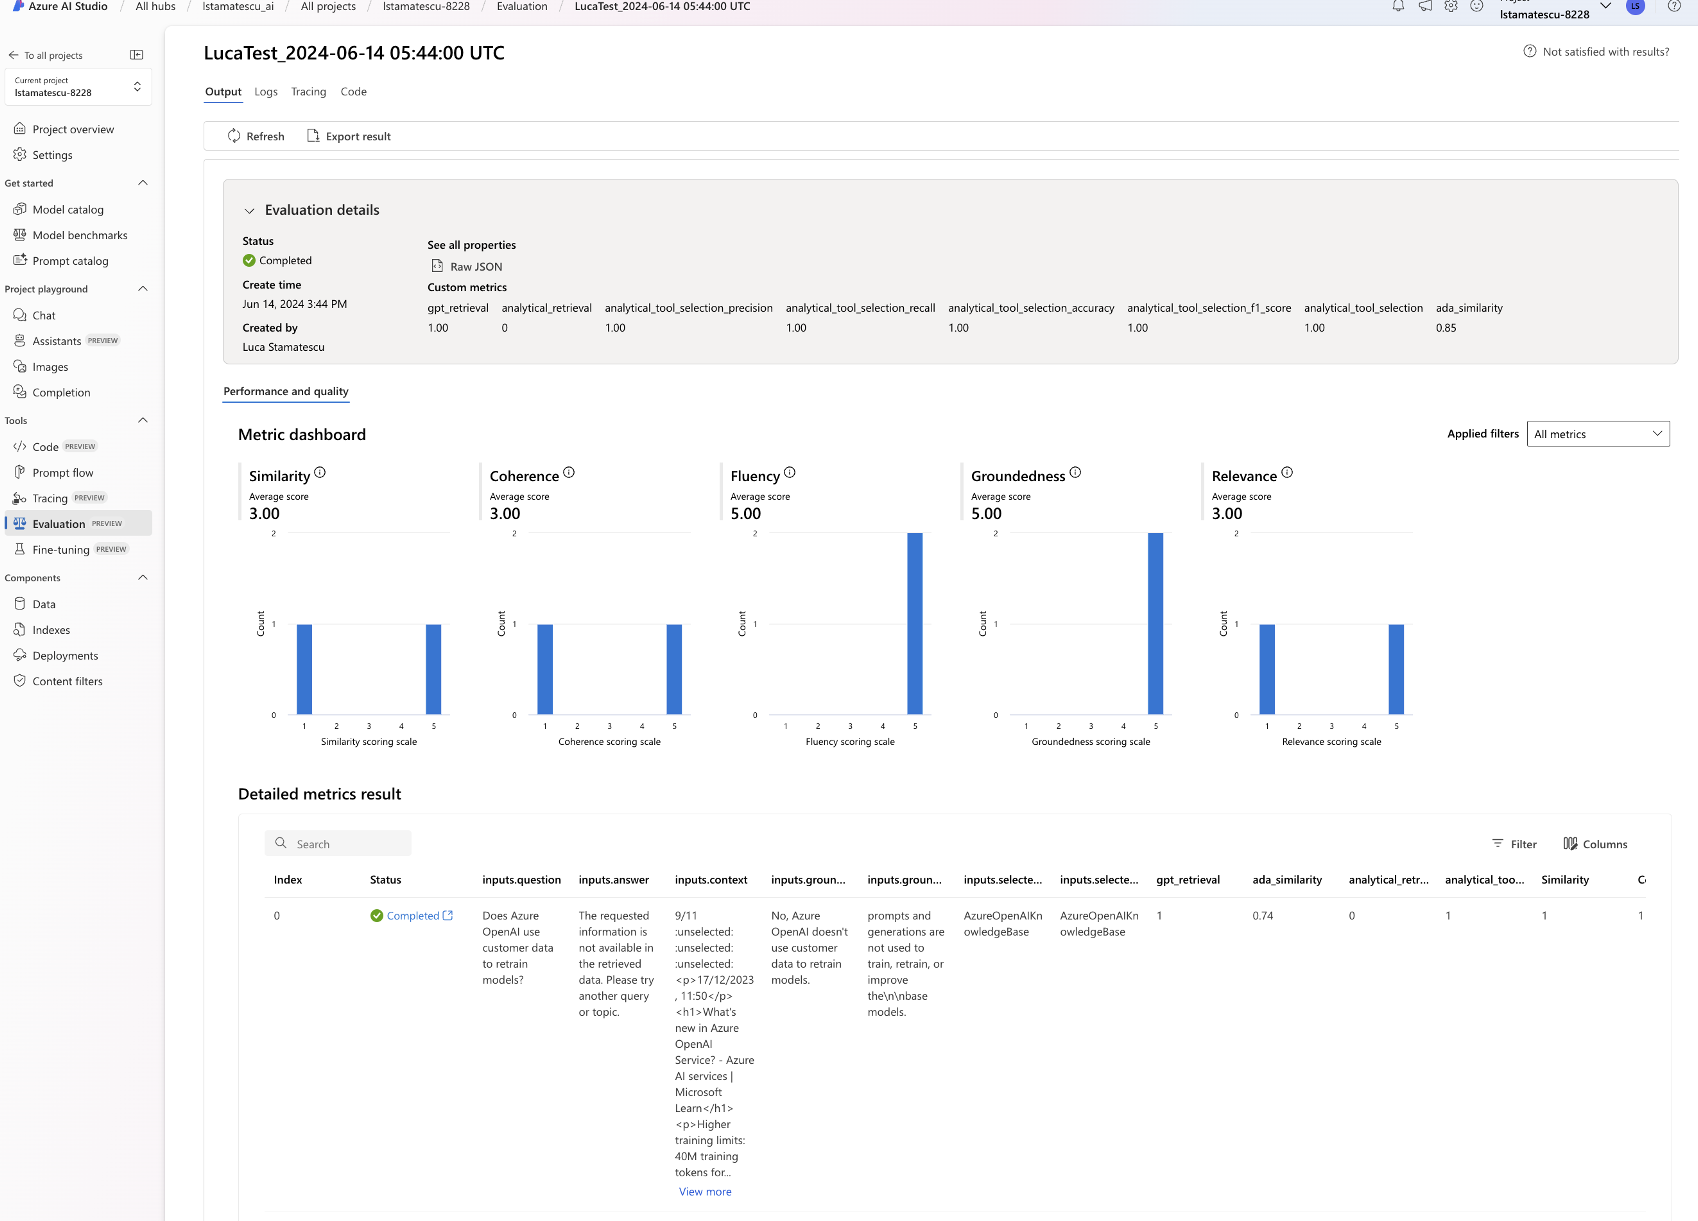 Azure AI Studio / All hubs / lstamatescu_ai / All projects / lstamatescu-8228 / Evaluation / LucaTest_2024-06-14 05:44:00 UTC
lstamatescu-8228
LS
To all projects
Current project
lstamatescu-8228
Project overview
Settings
Get started
Model catalog
Model benchmarks
Prompt catalog
Project playground
Chat
Assistants PREVIEW
Images
Completion
Tools
Code PREVIEW
Prompt flow
Tracing PREVIEW
Evaluation PREVIEW
Fine-tuning PREVIEW
Components
Data
Indexes
Deployments
Content filters
LucaTest_2024-06-14 05:44:00 UTC
Not satisfied with results?
Output Logs Tracing Code
Refresh Export result
Evaluation details
Status
Completed
Create time
Jun 14, 2024 3:44 PM
Created by
Luca Stamatescu
See all properties
Raw JSON
Custom metrics
gpt_retrieval analytical_retrieval analytical_tool_selection_precision analytical_tool_selection_recall analytical_tool_selection_accuracy analytical_tool_selection_f1_score analytical_tool_selection ada_similarity
1.00 0 1.00 1.00 1.00 1.00 1.00 0.85
Performance and quality
Metric dashboard
Applied filters All metrics
Similarity
Average score
3.00
2
1
0
Count
1 2 3 4 5
Similarity scoring scale
Coherence
Average score
3.00
2
1
0
Count
1 2 3 4 5
Coherence scoring scale
Fluency
Average score
5.00
2
1
0
Count
1 2 3 4 5
Fluency scoring scale
Groundedness
Average score
5.00
2
1
0
Count
1 2 3 4 5
Groundedness scoring scale
Relevance
Average score
3.00
2
1
0
Count
1 2 3 4 5
Relevance scoring scale
Detailed metrics result
Search
Filter Columns
Index Status inputs.question inputs.answer inputs.context inputs.groun... inputs.groun... inputs.selecte... inputs.selecte... gpt_retrieval ada_similarity analytical_retr... analytical_too... Similarity
0
Completed
Does Azure
OpenAI use
customer data
to retrain
models?
The requested
information is
not available in
the retrieved
data. Please try
another query
or topic.
9/11
:unselected:
:unselected:
:unselected:
<p>17/12/2023
, 11:50</p>
<h1>What's
new in Azure
OpenAI
Service? - Azure
AI services |
Microsoft
Learn</h1>
<p>Higher
training limits:
40M training
tokens for...
View more
No, Azure
OpenAI doesn't
use customer
data to retrain
models.
prompts and
generations are
not used to
train, retrain, or
improve
the\n\nbase
models.
AzureOpenAIKn
owledgeBase
AzureOpenAIKn
owledgeBase
1
0.74
0
1
1
1